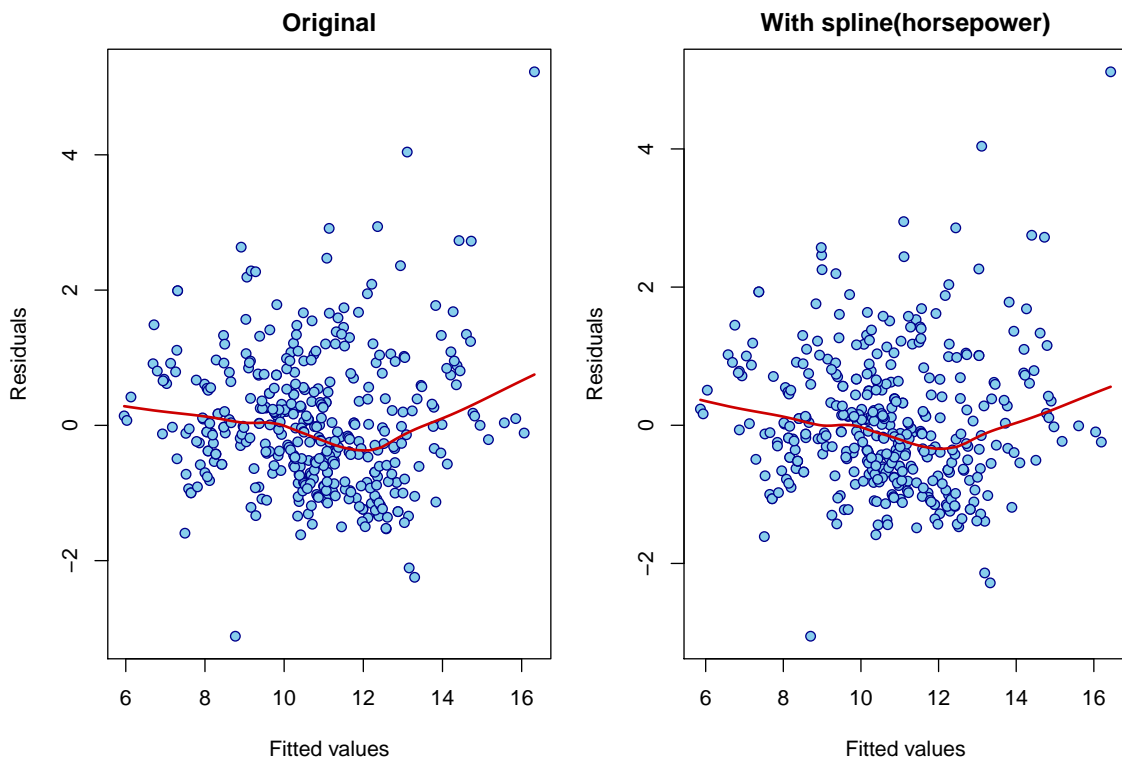 Original
Residuals
4
2
0
−2
6 8 10 12 14 16
Fitted values
With spline(horsepower)
Residuals
4
2
0
−2
6 8 10 12 14 16
Fitted values